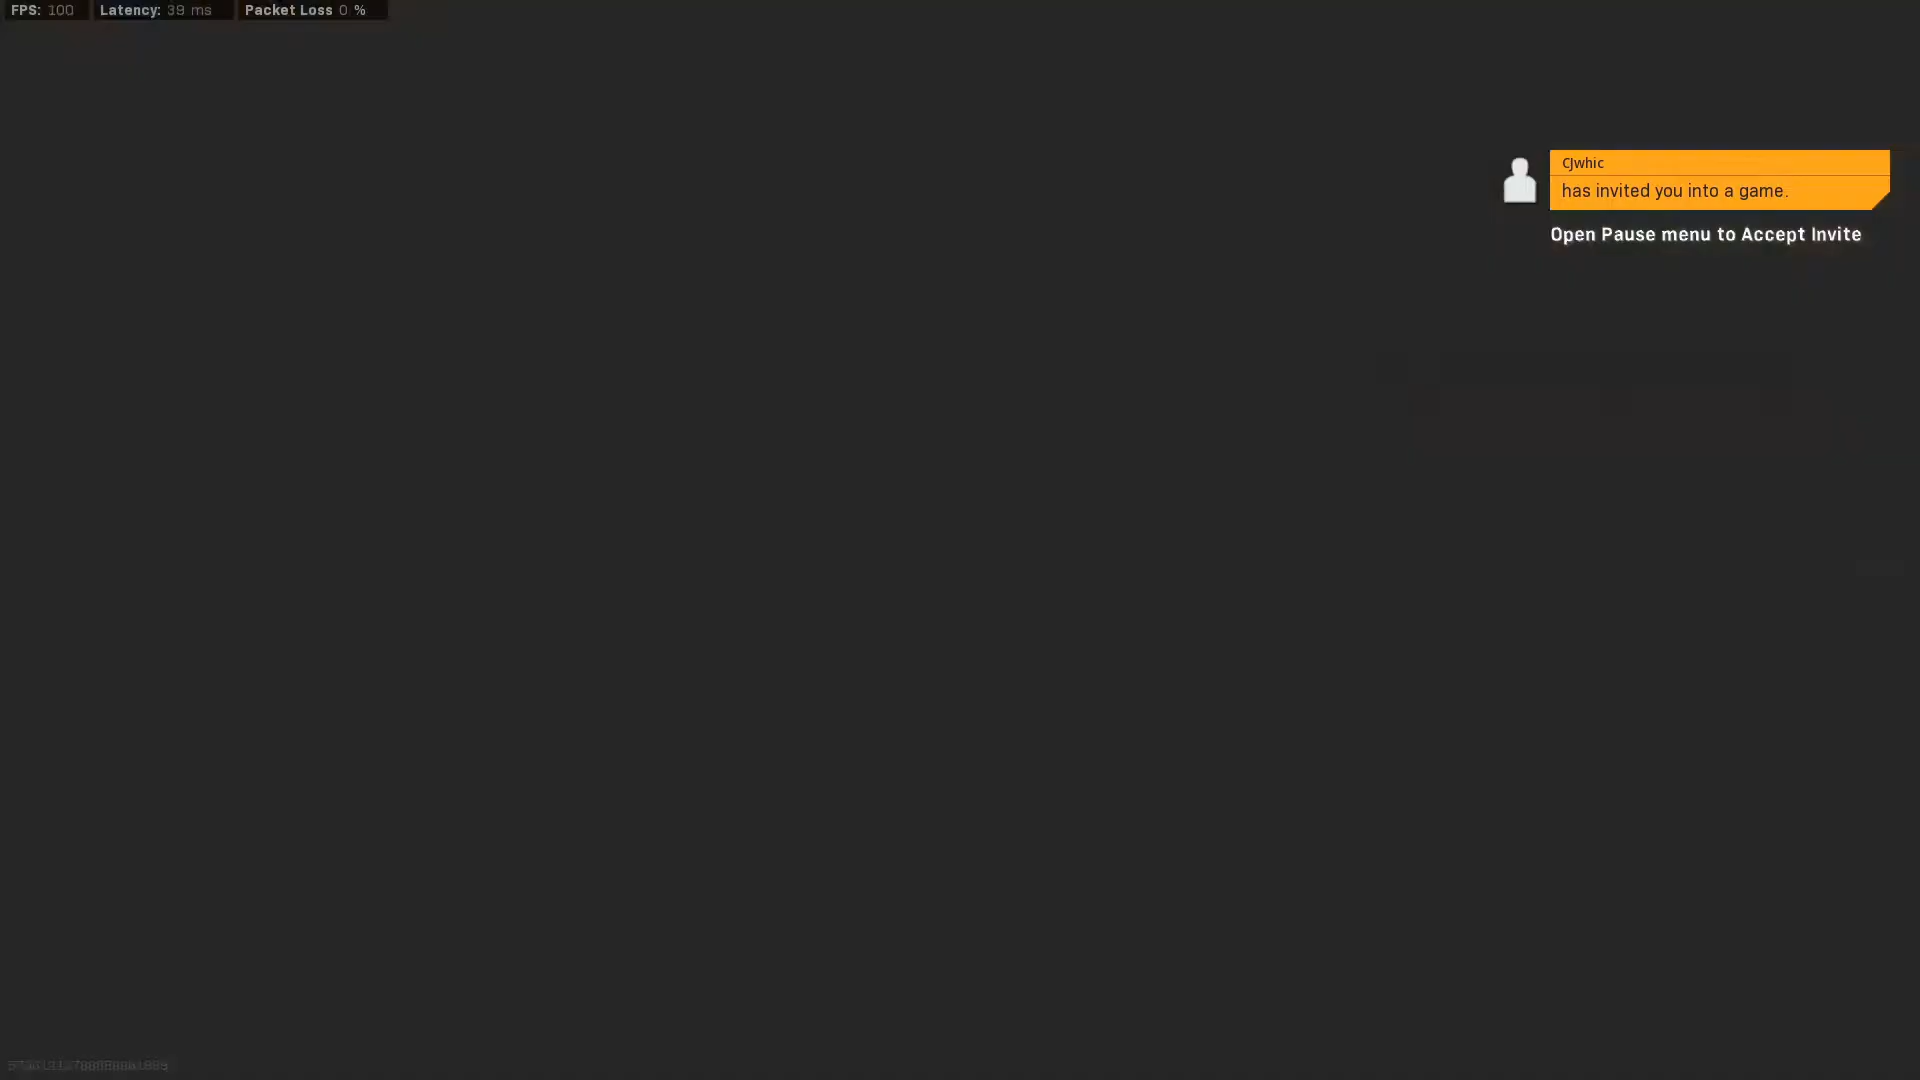 FPS: 100 Latency: 39 ms Packet Loss 0 %
CJwhic
has invited you into a game.
Open Pause menu to Accept Invite